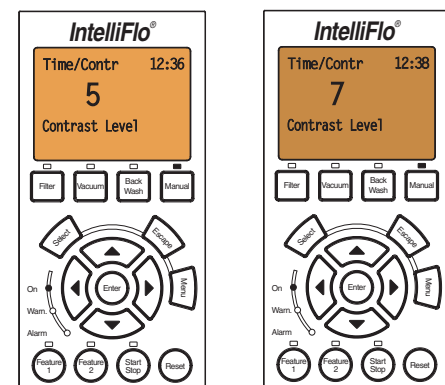 IntelliFlo®
Time/Contr 12:36
5
Contrast Level
Filter Vacuum Back Wash Manual
Select Escape
Enter Menu
On
Warn.
Alarm
Feature 1 Feature 2 Start Stop Reset
IntelliFlo®
Time/Contr 12:38
7
Contrast Level
Filter Vacuum Back Wash Manual
Select Escape
Enter Menu
On
Warn.
Alarm
Feature 1 Feature 2 Start Stop Reset